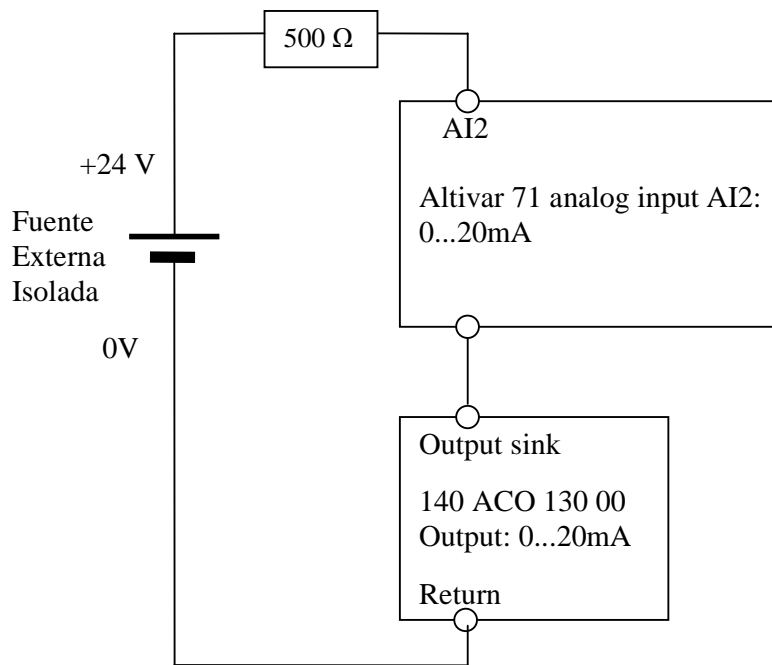 500 Ω
AI2
+24 V
Altivar 71 analog input AI2:
0...20mA
Fuente
Externa
Isolada
0V
Output sink
140 ACO 130 00
Output: 0...20mA
Return